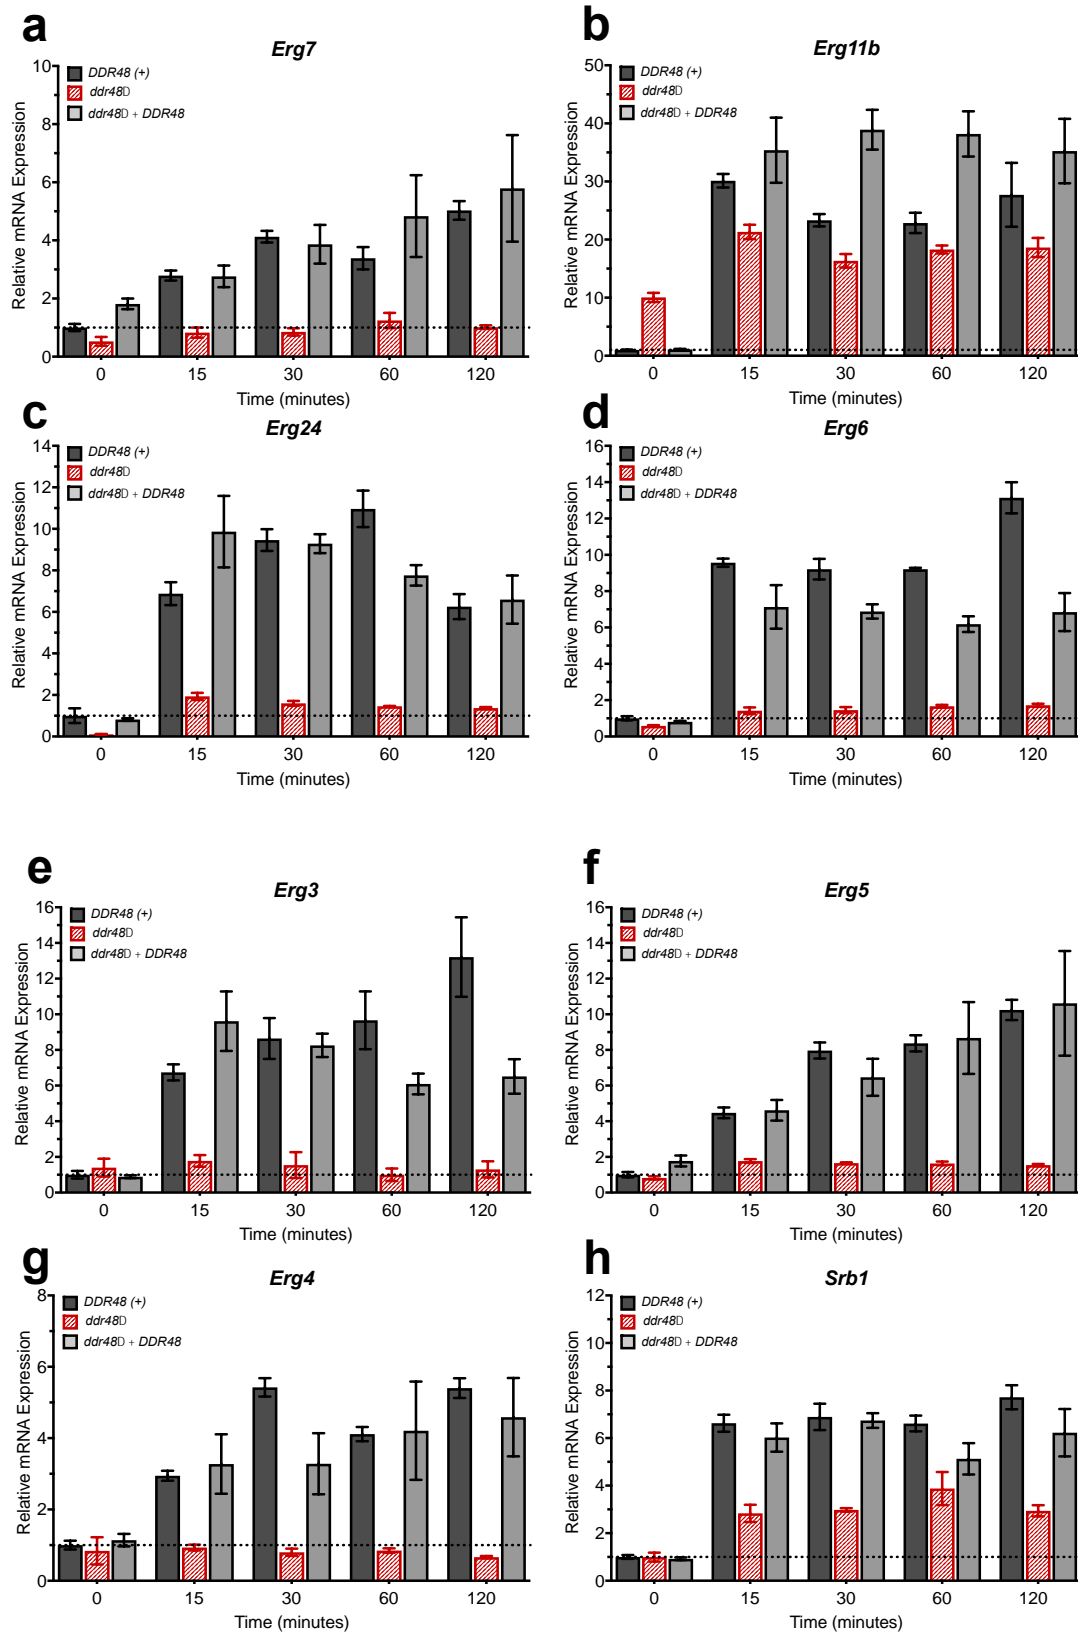 a
Erg7
DDR48 (+)
ddr48D
ddr48D + DDR48
Relative mRNA Expression
10
8
6
4
2
0
0 15 30 60 120
Time (minutes)
b
Erg11b
DDR48 (+)
ddr48D
ddr48D + DDR48
Relative mRNA Expression
50
40
30
20
10
0
0 15 30 60 120
Time (minutes)
c
Erg24
DDR48 (+)
ddr48D
ddr48D + DDR48
Relative mRNA Expression
14
12
10
8
6
4
2
0
0 15 30 60 120
Time (minutes)
d
Erg6
DDR48 (+)
ddr48D
ddr48D + DDR48
Relative mRNA Expression
16
14
12
10
8
6
4
2
0
0 15 30 60 120
Time (minutes)
e
Erg3
DDR48 (+)
ddr48D
ddr48D + DDR48
Relative mRNA Expression
16
14
12
10
8
6
4
2
0
0 15 30 60 120
Time (minutes)
f
Erg5
DDR48 (+)
ddr48D
ddr48D + DDR48
Relative mRNA Expression
16
14
12
10
8
6
4
2
0
0 15 30 60 120
Time (minutes)
g
Erg4
DDR48 (+)
ddr48D
ddr48D + DDR48
Relative mRNA Expression
8
6
4
2
0
0 15 30 60 120
Time (minutes)
h
Srb1
DDR48 (+)
ddr48D
ddr48D + DDR48
Relative mRNA Expression
12
10
8
6
4
2
0
0 15 30 60 120
Time (minutes)